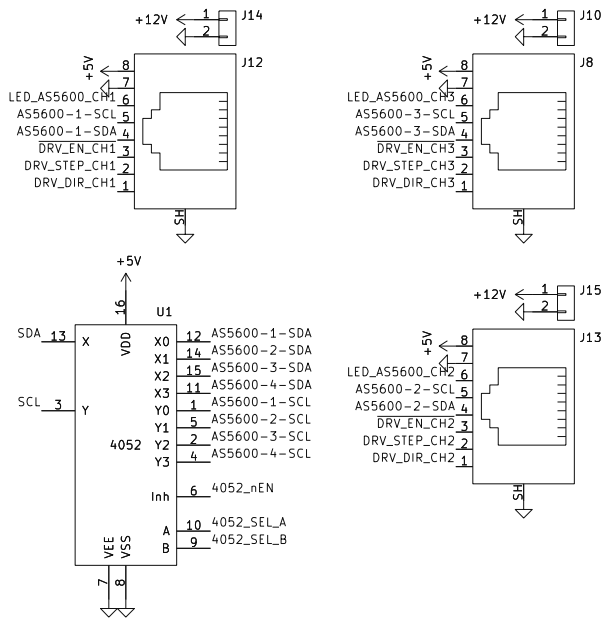 +12V 1 J14
2
J12
+5V 8
7
LED_AS5600_CH1 6
AS5600-1-SCL 5
AS5600-1-SDA 4
DRV_EN_CH1 3
DRV_STEP_CH1 2
DRV_DIR_CH1 1
SH
+12V 1 J10
2
J8
+5V 8
7
LED_AS5600_CH3 6
AS5600-3-SCL 5
AS5600-3-SDA 4
DRV_EN_CH3 3
DRV_STEP_CH3 2
DRV_DIR_CH3 1
SH
+5V
16 U1
VDD
SDA 13 X X0 12 AS5600-1-SDA
X1 14 AS5600-2-SDA
X2 15 AS5600-3-SDA
X3 11 AS5600-4-SDA
SCL 3 Y Y0 1 AS5600-1-SCL
Y1 5 AS5600-2-SCL
4052 Y2 2 AS5600-3-SCL
Y3 4 AS5600-4-SCL
Inh 6 4052_nEN
A 10 4052_SEL_A
B 9 4052_SEL_B
VEE VSS
7 8
+12V 1 J15
2
J13
+5V 8
7
LED_AS5600_CH2 6
AS5600-2-SCL 5
AS5600-2-SDA 4
DRV_EN_CH2 3
DRV_STEP_CH2 2
DRV_DIR_CH2 1
SH